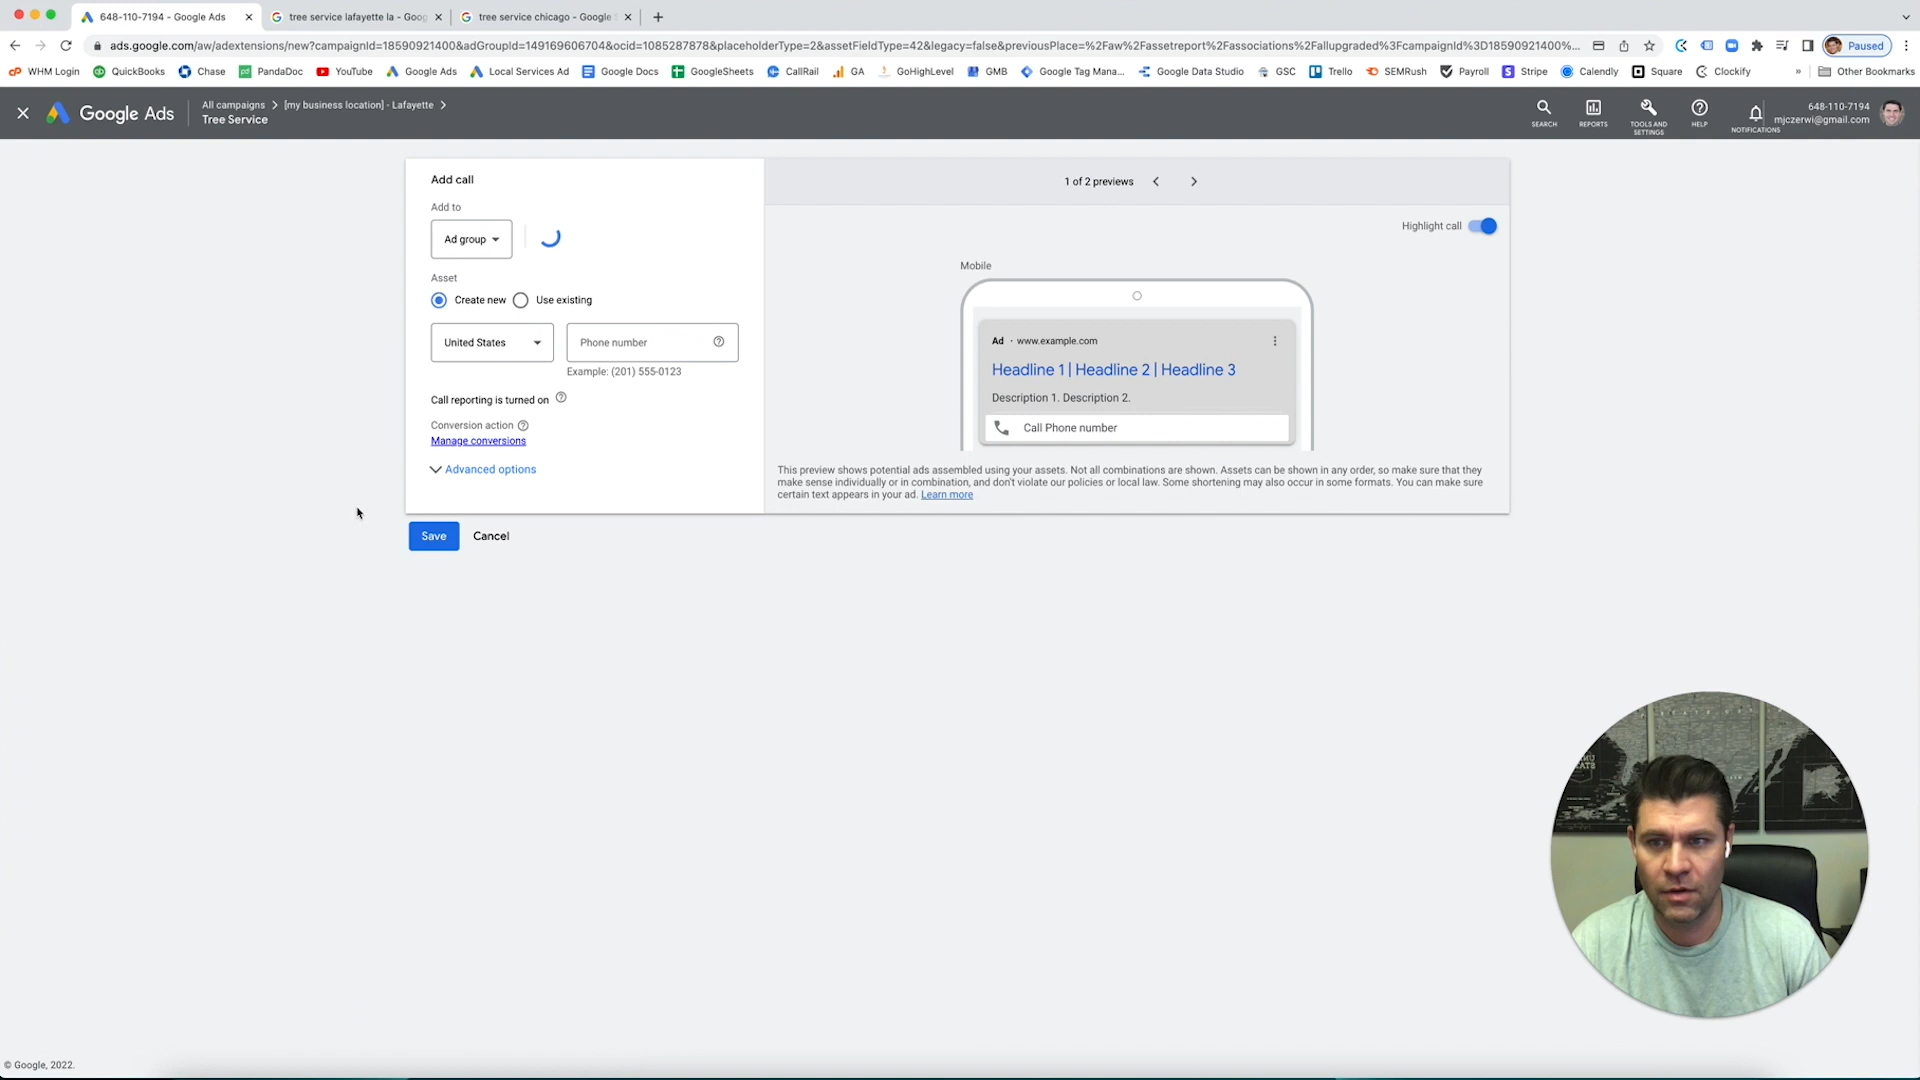 648-110-7194 - Google Ads
tree service lafayette la - Goog
tree service chicago - Google
ads.google.com/aw/adextensions/new?campaignId=18590921400&adGroupId=149169606704&ocid=1085287878&placeholderType=2&assetFieldType=42&legacy=false&previousPlace=%2Faw%2Fassetreport%2Fassociations%2Fallupgraded%3FcampaignId%3D18590921400%...
Paused
WHM Login
QuickBooks
Chase
PandaDoc
YouTube
Google Ads
Local Services Ad
Google Docs
GoogleSheets
CallRail
GA
GoHighLevel
GMB
Google Tag Mana...
Google Data Studio
GSC
Trello
SEMRush
Payroll
Stripe
Calendly
Square
Clockify
»
Other Bookmarks
Google Ads
All campaigns > [my business location] - Lafayette >
Tree Service
SEARCH
REPORTS
TOOLS AND SETTINGS
HELP
NOTIFICATIONS
648-110-7194
mjczerwi@gmail.com
Add call
Add to
Ad group
Asset
Create new
Use existing
United States
Phone number
Example: (201) 555-0123
Call reporting is turned on
Conversion action
Manage conversions
Advanced options
Save
Cancel
1 of 2 previews
Highlight call
Mobile
Ad · www.example.com
Headline 1 | Headline 2 | Headline 3
Description 1. Description 2.
Call Phone number
This preview shows potential ads assembled using your assets. Not all combinations are shown. Assets can be shown in any order, so make sure that they
make sense individually or in combination, and don't violate our policies or local law. Some shortening may also occur in some formats. You can make sure
certain text appears in your ad. Learn more
© Google, 2022.